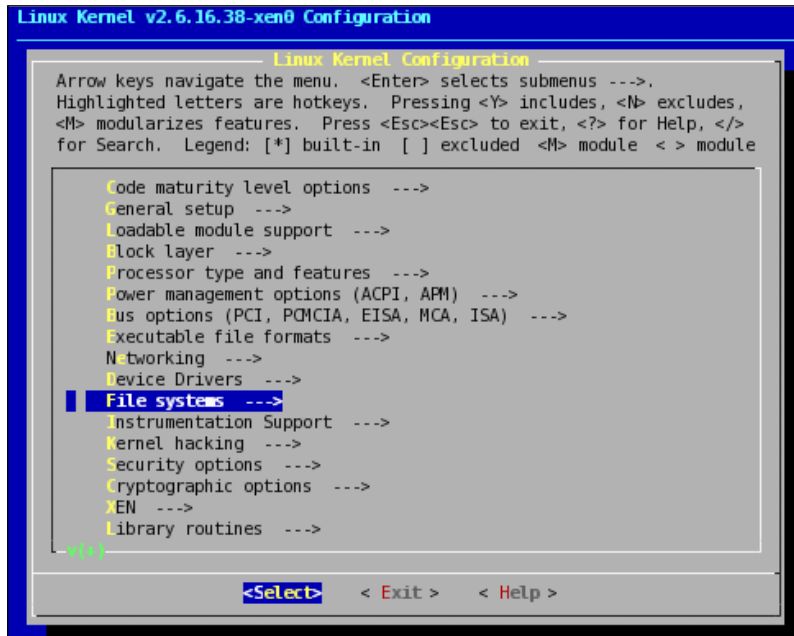 Linux Kernel v2.6.16.38-xen0 Configuration
Linux Kernel Configuration
Arrow keys navigate the menu.  <Enter> selects submenus --->.
Highlighted letters are hotkeys.  Pressing <Y> includes, <N> excludes,
<M> modularizes features.  Press <Esc><Esc> to exit, <?> for Help, </>
for Search.  Legend: [*] built-in  [ ] excluded  <M> module  < > module
Code maturity level options  --->
General setup  --->
Loadable module support  --->
Block layer  --->
Processor type and features  --->
Power management options (ACPI, APM)  --->
Bus options (PCI, PCMCIA, EISA, MCA, ISA)  --->
Executable file formats  --->
Networking  --->
Device Drivers  --->
File systems  --->
Instrumentation Support  --->
Kernel hacking  --->
Security options  --->
Cryptographic options  --->
XEN  --->
Library routines  --->
v(+)
<Select>    < Exit >    < Help >